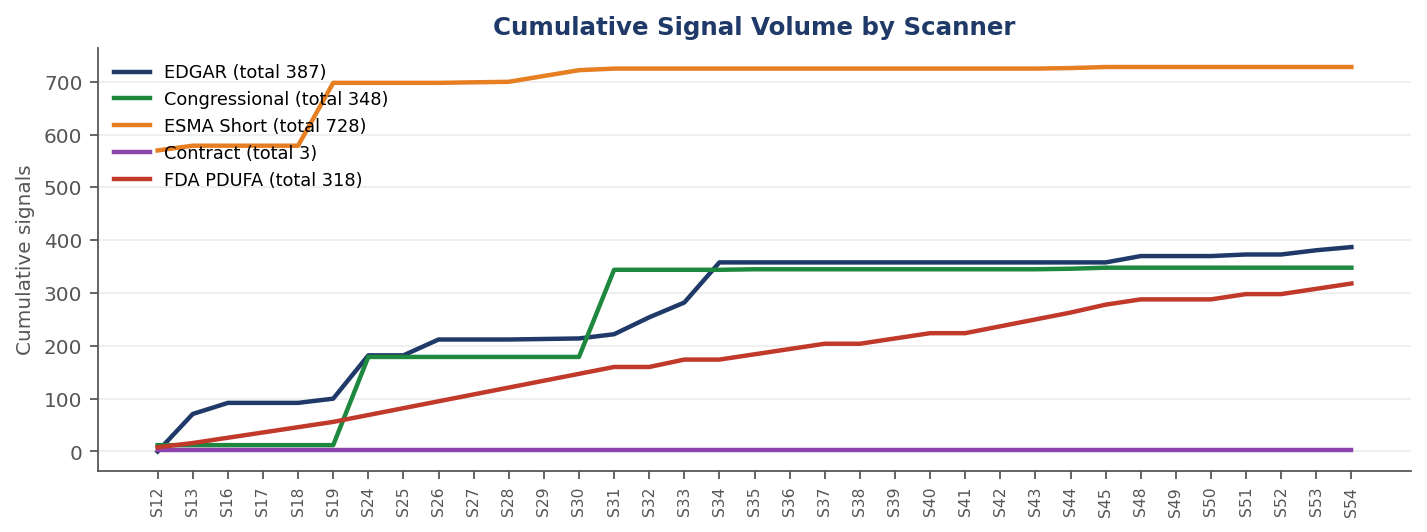 Cumulative Signal Volume by Scanner
EDGAR (total 387)
Congressional (total 348)
ESMA Short (total 728)
Contract (total 3)
FDA PDUFA (total 318)
Cumulative signals
700
600
500
400
300
200
100
0
S12 S13 S16 S17 S18 S19 S24 S25 S26 S27 S28 S29 S30 S31 S32 S33 S34 S35 S36 S37 S38 S39 S40 S41 S42 S43 S44 S45 S48 S49 S50 S51 S52 S53 S54